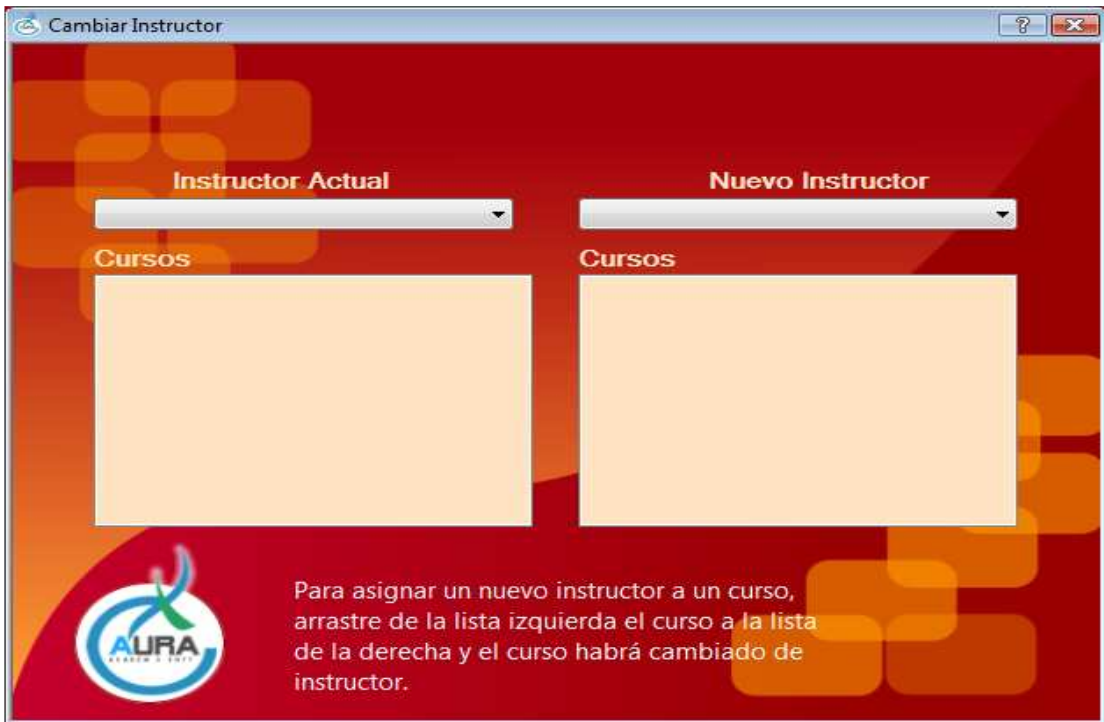 Cambiar Instructor
Instructor Actual
Nuevo Instructor
Cursos
Cursos
Para asignar un nuevo instructor a un curso,
arrastre de la lista izquierda el curso a la lista
de la derecha y el curso habrá cambiado de
instructor.
AURA